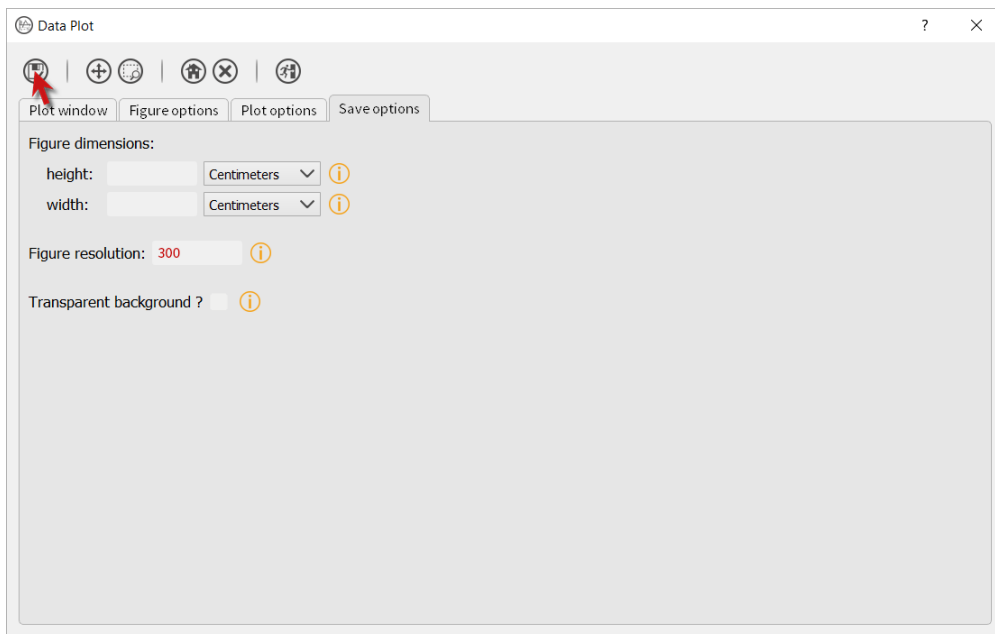 Data Plot ?
Plot window Figure options Plot options Save options
Figure dimensions:
height: Centimeters
width: Centimeters
Figure resolution: 300
Transparent background ?